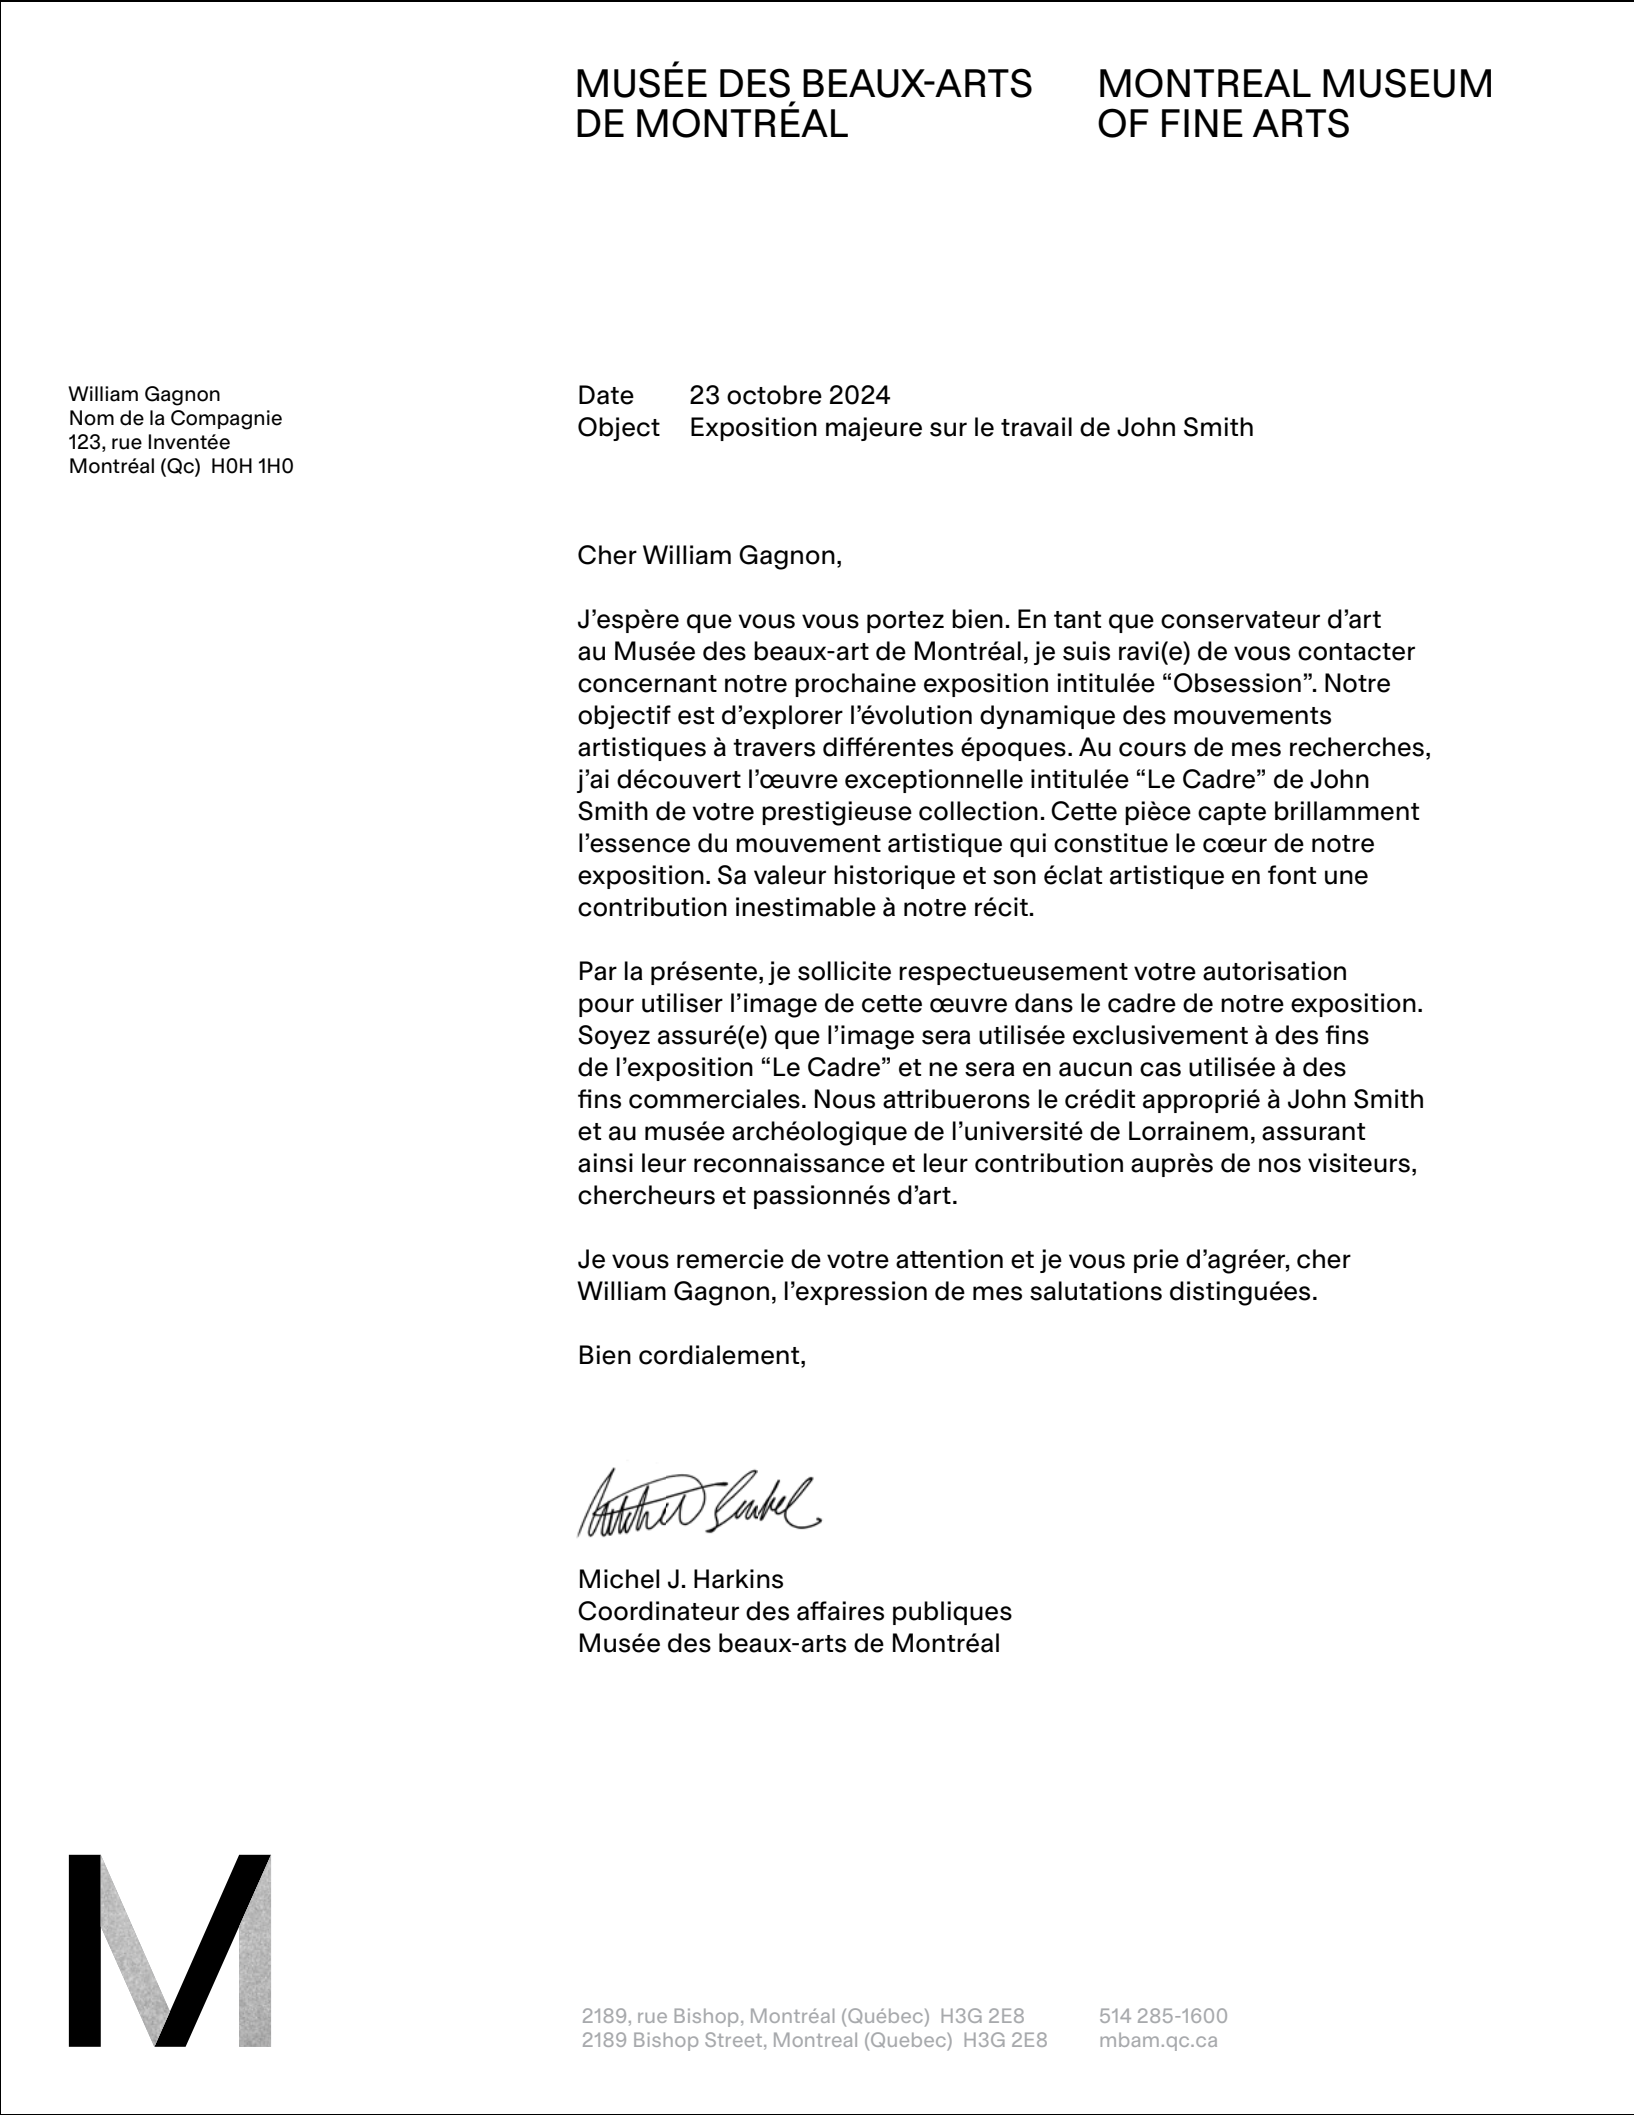 MUSÉE DES BEAUX-ARTS
DE MONTRÉAL
MONTREAL MUSEUM
OF FINE ARTS
William Gagnon
Nom de la Compagnie
123, rue Inventée
Montréal (Qc) H0H 1H0
Date 23 octobre 2024
Object Exposition majeure sur le travail de John Smith
Cher William Gagnon,
J’espère que vous vous portez bien. En tant que conservateur d’art
au Musée des beaux-art de Montréal, je suis ravi(e) de vous contacter
concernant notre prochaine exposition intitulée “Obsession”. Notre
objectif est d’explorer l’évolution dynamique des mouvements
artistiques à travers différentes époques. Au cours de mes recherches,
j’ai découvert l’œuvre exceptionnelle intitulée “Le Cadre” de John
Smith de votre prestigieuse collection. Cette pièce capte brillamment
l’essence du mouvement artistique qui constitue le cœur de notre
exposition. Sa valeur historique et son éclat artistique en font une
contribution inestimable à notre récit.
Par la présente, je sollicite respectueusement votre autorisation
pour utiliser l’image de cette œuvre dans le cadre de notre exposition.
Soyez assuré(e) que l’image sera utilisée exclusivement à des fins
de l’exposition “Le Cadre” et ne sera en aucun cas utilisée à des
fins commerciales. Nous attribuerons le crédit approprié à John Smith
et au musée archéologique de l’université de Lorrainem, assurant
ainsi leur reconnaissance et leur contribution auprès de nos visiteurs,
chercheurs et passionnés d’art.
Je vous remercie de votre attention et je vous prie d’agréer, cher
William Gagnon, l’expression de mes salutations distinguées.
Bien cordialement,
Michel J. Harkins
Coordinateur des affaires publiques
Musée des beaux-arts de Montréal
M
2189, rue Bishop, Montréal (Québec) H3G 2E8
2189 Bishop Street, Montreal (Quebec) H3G 2E8
514 285-1600
mbam.qc.ca